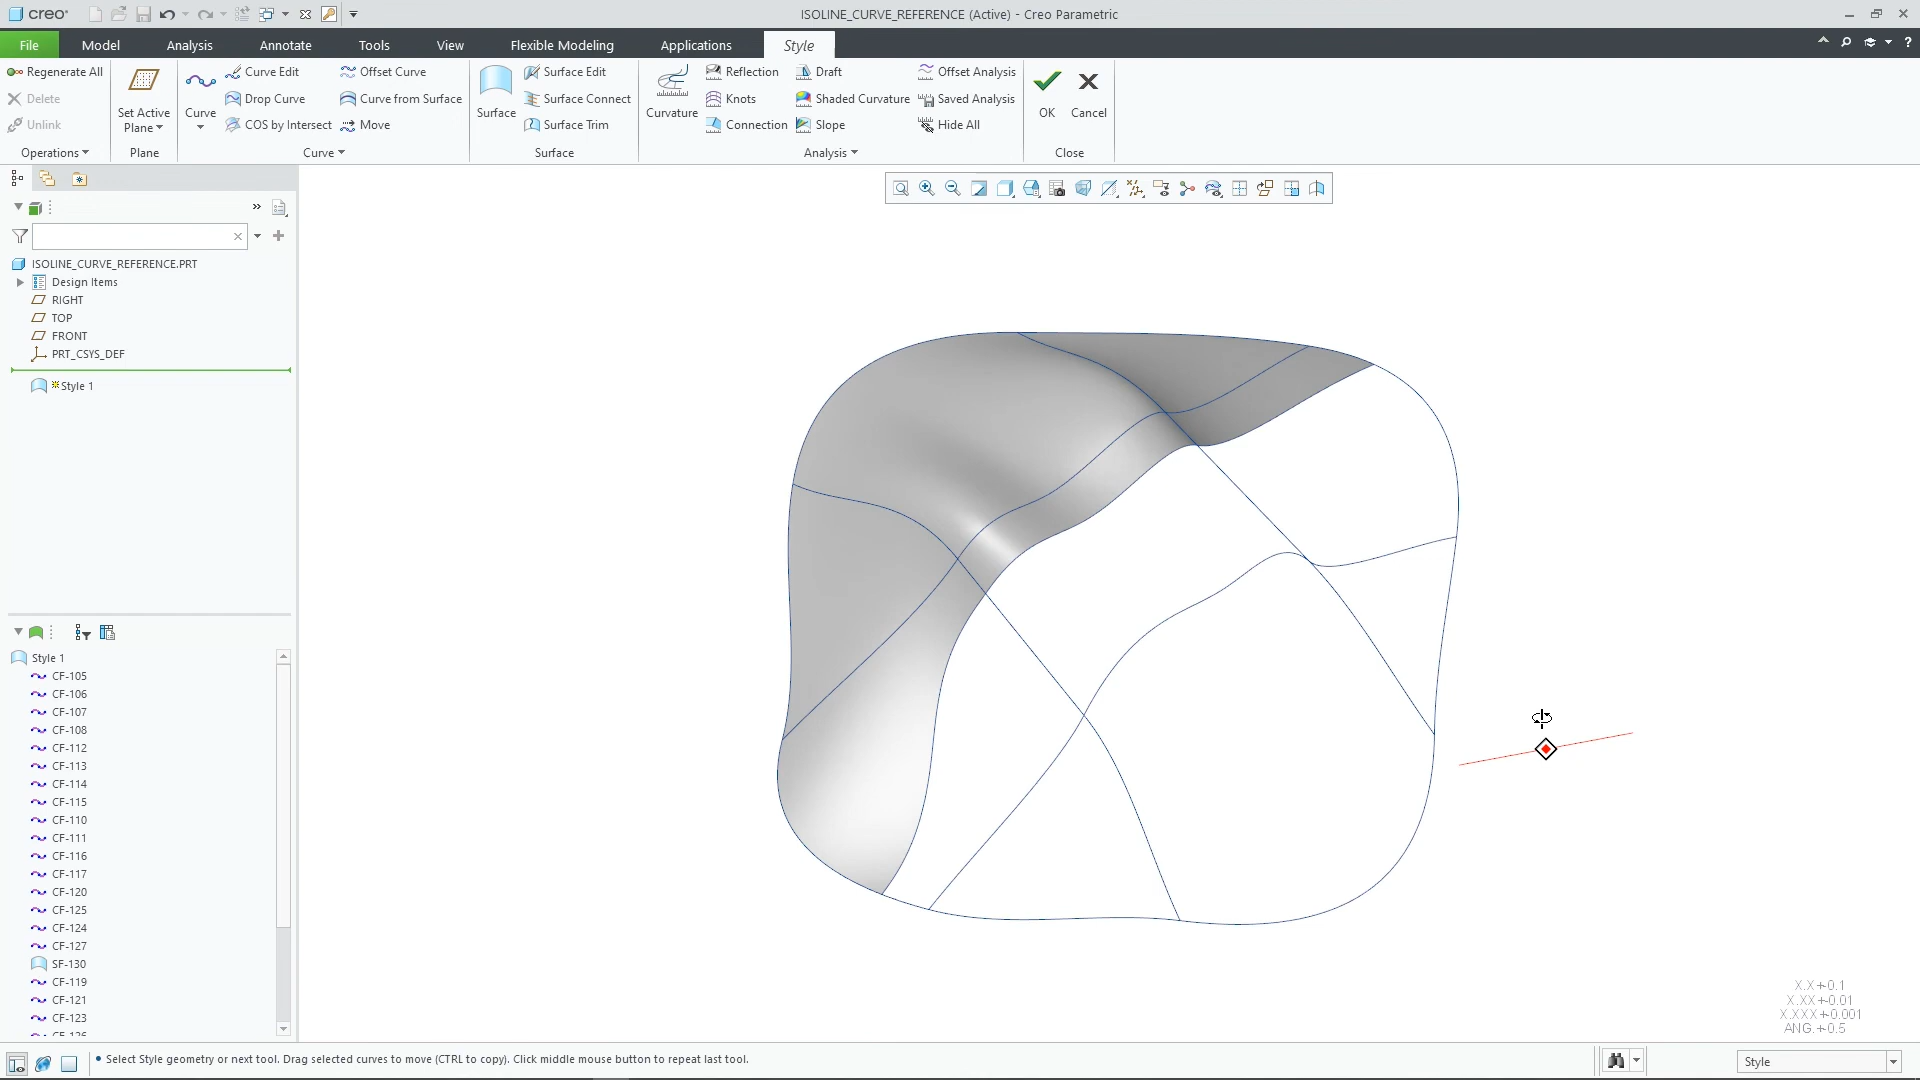 creo
ISOLINE_CURVE_REFERENCE (Active) - Creo Parametric
File
Model
Analysis
Annotate
Tools
View
Flexible Modeling
Applications
Style
Regenerate All
Delete
Unlink
Operations
Set Active
Plane
Plane
Curve
Curve Edit
Drop Curve
COS by Intersect
Offset Curve
Curve from Surface
Move
Curve
Surface
Surface Edit
Surface Connect
Surface Trim
Surface
Curvature
Reflection
Knots
Connection
Draft
Shaded Curvature
Slope
Offset Analysis
Saved Analysis
Hide All
Analysis
OK
Cancel
Close
ISOLINE_CURVE_REFERENCE.PRT
Design Items
RIGHT
TOP
FRONT
PRT_CSYS_DEF
Style 1
Style 1
CF-105
CF-106
CF-107
CF-108
CF-112
CF-113
CF-114
CF-115
CF-110
CF-111
CF-116
CF-117
CF-120
CF-125
CF-124
CF-127
SF-130
CF-119
CF-121
CF-123
X.X+-0.1
X.XX+-0.01
X.XXX+-0.001
ANG.+-0.5
Select Style geometry or next tool. Drag selected curves to move (CTRL to copy). Click middle mouse button to repeat last tool.
Style